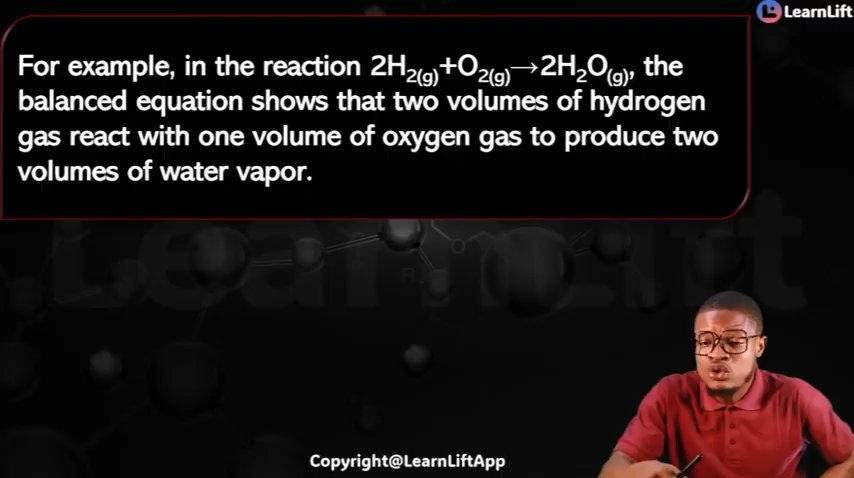 LearnLift
For example, in the reaction 2H2(g)+O2(g)→2H2O(g), the
balanced equation shows that two volumes of hydrogen
gas react with one volume of oxygen gas to produce two
volumes of water vapor.
LearnLift
Copyright@LearnLiftApp